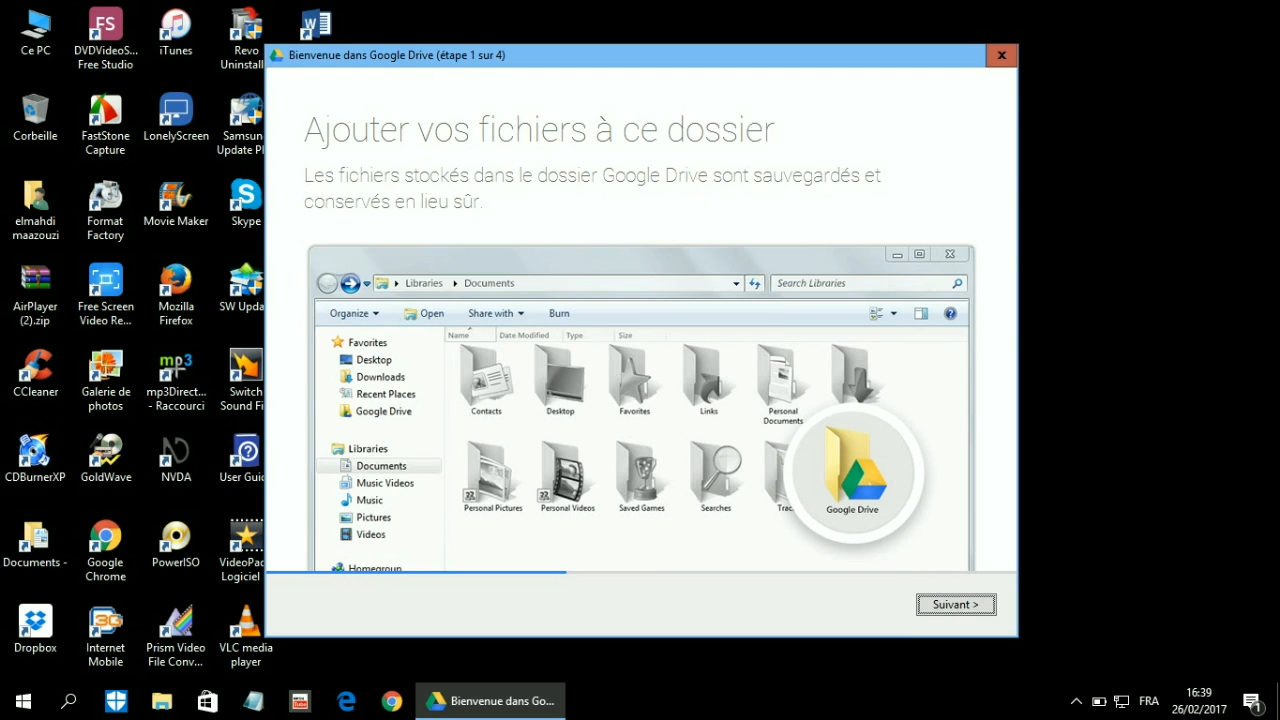 Ce PC
DVDVideoS...
Free Studio
iTunes
Revo
Uninstall
Corbeille
FastStone
Capture
LonelyScreen
Samsun
Update Pl
elmahdi
maazouzi
Format
Factory
Movie Maker
Skype
AirPlayer
(2).zip
Free Screen
Video Re...
Mozilla
Firefox
SW Upda
CCleaner
Galerie de
photos
mp3Direct...
- Raccourci
Switch
Sound Fi
CDBurnerXP
GoldWave
NVDA
User Guid
Documents -
Google
Chrome
PowerISO
VideoPad
Logiciel
Dropbox
Internet
Mobile
Prism Video
File Conv...
VLC media
player
Bienvenue dans Google Drive (étape 1 sur 4)
Ajouter vos fichiers à ce dossier
Les fichiers stockés dans le dossier Google Drive sont sauvegardés et
conservés en lieu sûr.
Libraries Documents
Search Libraries
Organize Open Share with Burn
Name Date Modified Type Size
Favorites
Desktop
Downloads
Recent Places
Google Drive
Libraries
Documents
Music Videos
Music
Pictures
Videos
Homegroup
Contacts
Desktop
Favorites
Links
Personal
Documents
Personal Pictures
Personal Videos
Saved Games
Searches
Trac
Google Drive
Suivant >
Bienvenue dans Go...
FRA
16:39
26/02/2017
1